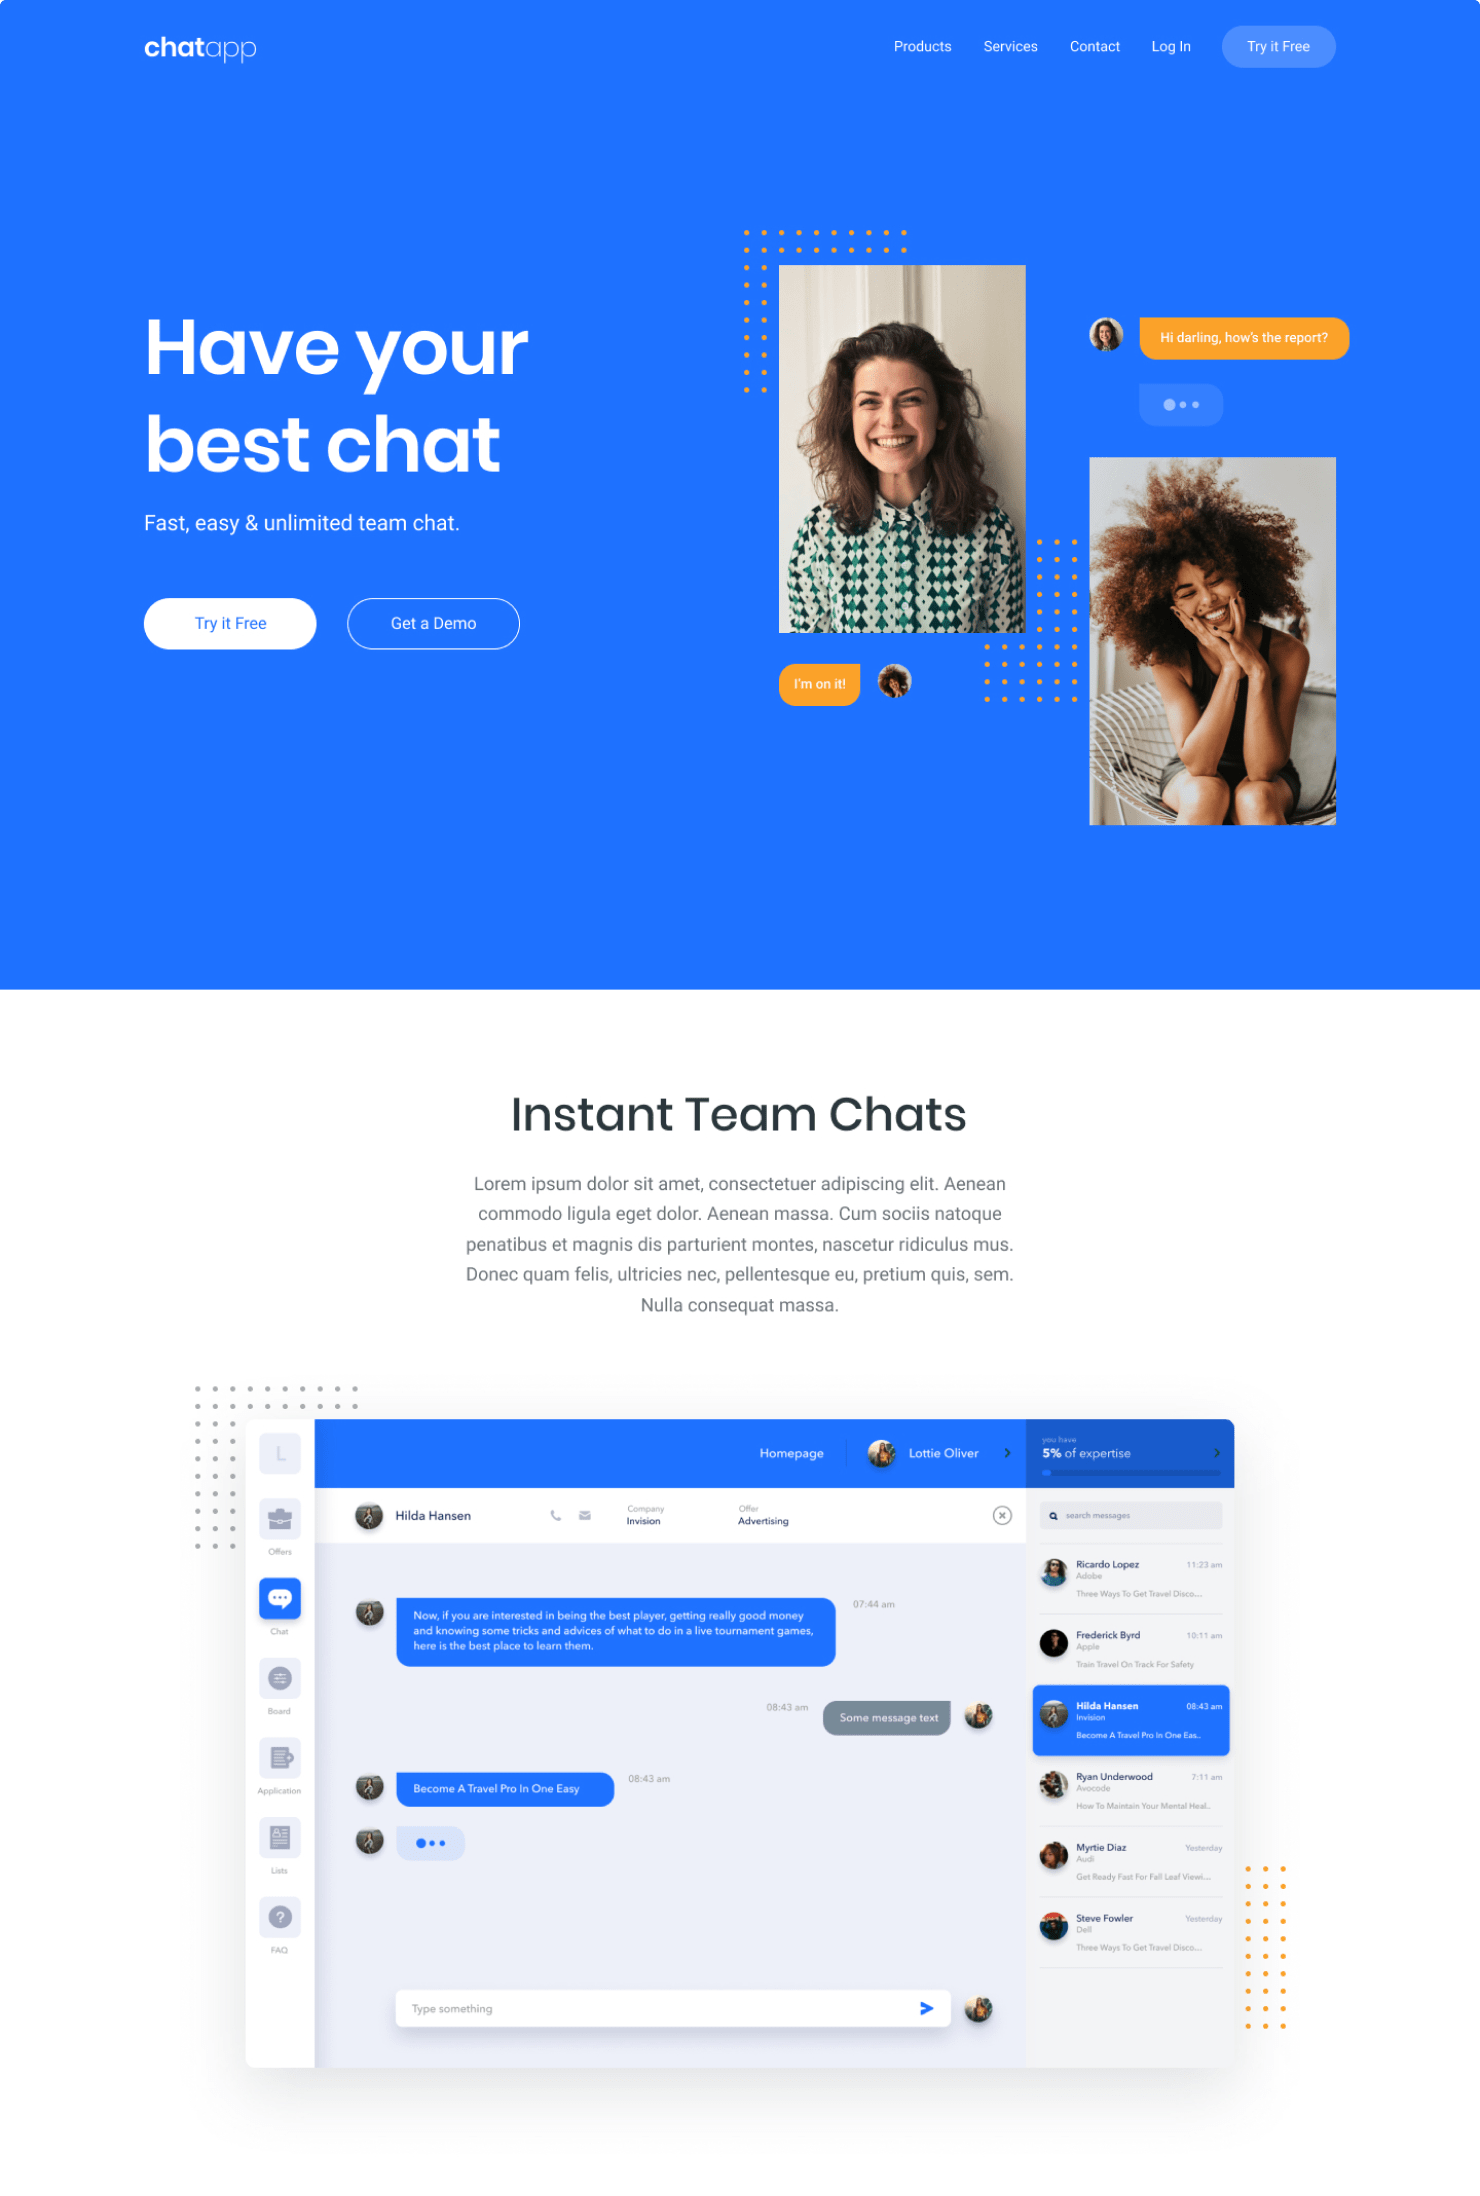 chatapp
Products Services Contact Log In Try it Free
Have your
best chat
Fast, easy & unlimited team chat.
Try it Free Get a Demo
Hi darling, how's the report?
I'm on it!
Instant Team Chats
Lorem ipsum dolor sit amet, consectetuer adipiscing elit. Aenean
commodo ligula eget dolor. Aenean massa. Cum sociis natoque
penatibus et magnis dis parturient montes, nascetur ridiculus mus.
Donec quam felis, ultricies nec, pellentesque eu, pretium quis, sem.
Nulla consequat massa.
L
Offers
Chat
Board
Application
Lists
FAQ
Homepage Lottie Oliver
Hilda Hansen
Company
Invision
Offer
Advertising
Now, if you are interested in being the best player, getting really good money
and knowing some tricks and advices of what to do in a live tournament games,
here is the best place to learn them.
07:44 am
08:43 am Some message text
Become A Travel Pro In One Easy 08:43 am
Type something
you have
5% of expertise
search messages
Ricardo Lopez 11:23 am
Adobe
Three Ways To Get Travel Disco....
Frederick Byrd 10:11 am
Apple
Train Travel On Track For Safety
Hilda Hansen 08:43 am
Invision
Become A Travel Pro In One Eas..
Ryan Underwood 7:11 am
Avocode
How To Maintain Your Mental Heal..
Myrtie Diaz Yesterday
Audi
Get Ready Fast For Fall Leaf Viewi...
Steve Fowler Yesterday
Dell
Three Ways To Get Travel Disco....